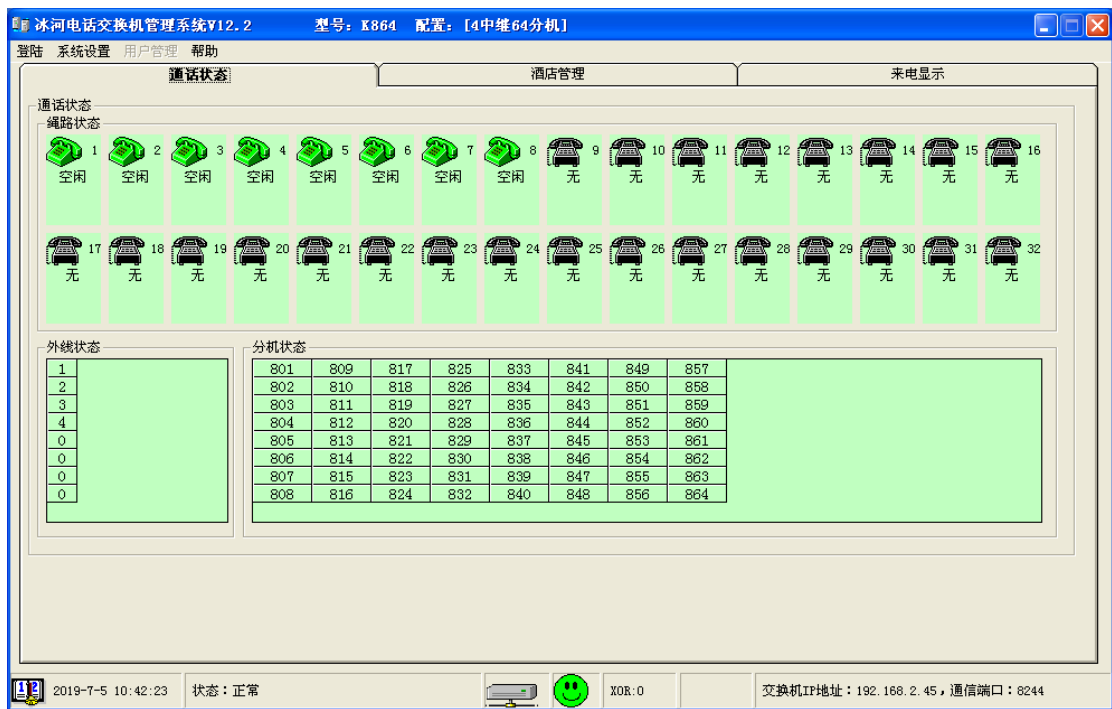 冰河电话交换机管理系统V12.2 型号: K864 配置: [4中继64分机]
登陆 系统设置 用户管理 帮助
通话状态 酒店管理 来电显示
通话状态
绳路状态
1 2 3 4 5 6 7 8 9 10 11 12 13 14 15 16
空闲 空闲 空闲 空闲 空闲 空闲 空闲 空闲 无 无 无 无 无 无 无 无
17 18 19 20 21 22 23 24 25 26 27 28 29 30 31 32
无 无 无 无 无 无 无 无 无 无 无 无 无 无 无 无
外线状态 分机状态
1 801 809 817 825 833 841 849 857
2 802 810 818 826 834 842 850 858
3 803 811 819 827 835 843 851 859
4 804 812 820 828 836 844 852 860
0 805 813 821 829 837 845 853 861
0 806 814 822 830 838 846 854 862
0 807 815 823 831 839 847 855 863
0 808 816 824 832 840 848 856 864
2019-7-5 10:42:23 状态：正常 XOR:0 交换机IP地址：192.168.2.45，通信端口：8244